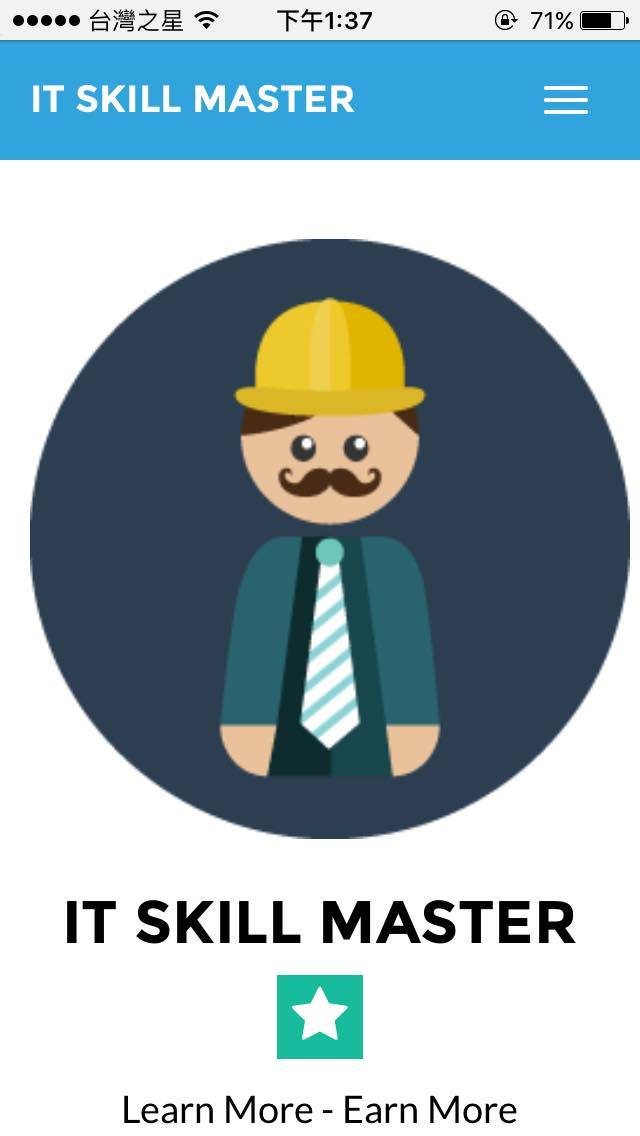 台灣之星 下午1:37 71%
IT SKILL MASTER
IT SKILL MASTER
Learn More - Earn More